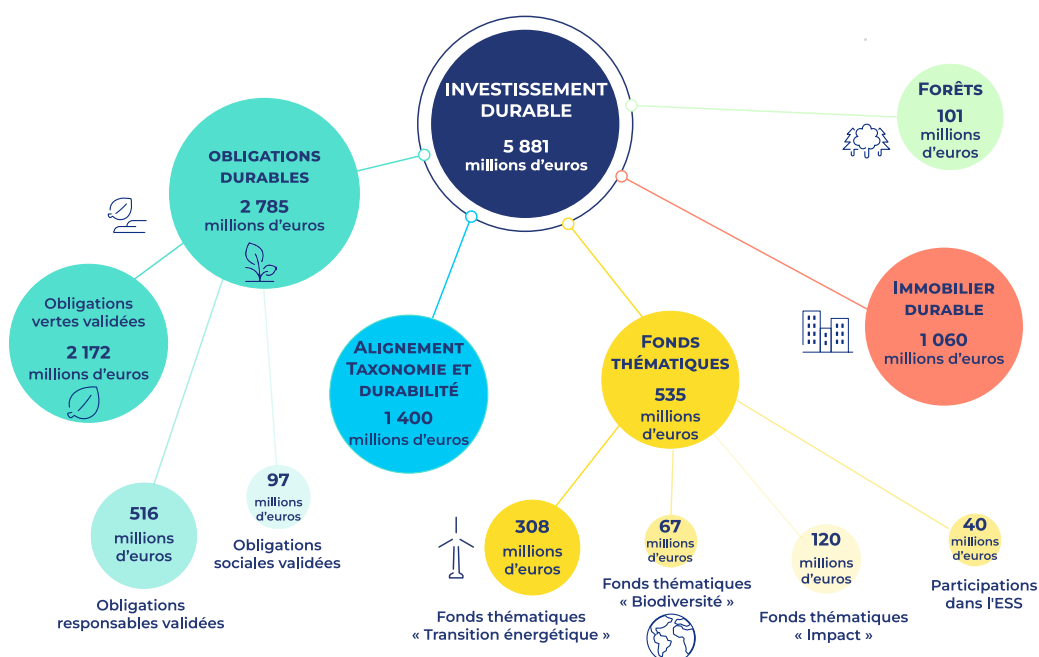 INVESTISSEMENT
DURABLE
5 881
millions d’euros
FORÊTS
101
millions
d’euros
OBLIGATIONS
DURABLES
2 785
millions d’euros
Obligations
vertes validées
2 172
millions d’euros
ALIGNEMENT
TAXONOMIE ET
DURABILITÉ
1 400
millions d’euros
FONDS
THÉMATIQUES
535
millions
d’euros
IMMOBILIER
DURABLE
1 060
millions d’euros
516
millions
d’euros
Obligations
responsables validées
97
millions
d’euros
Obligations
sociales validées
308
millions
d’euros
Fonds thématiques
« Transition énergétique »
67
millions
d’euros
Fonds thématiques
« Biodiversité »
120
millions
d’euros
Fonds thématiques
« Impact »
40
millions
d’euros
Participations
dans l'ESS